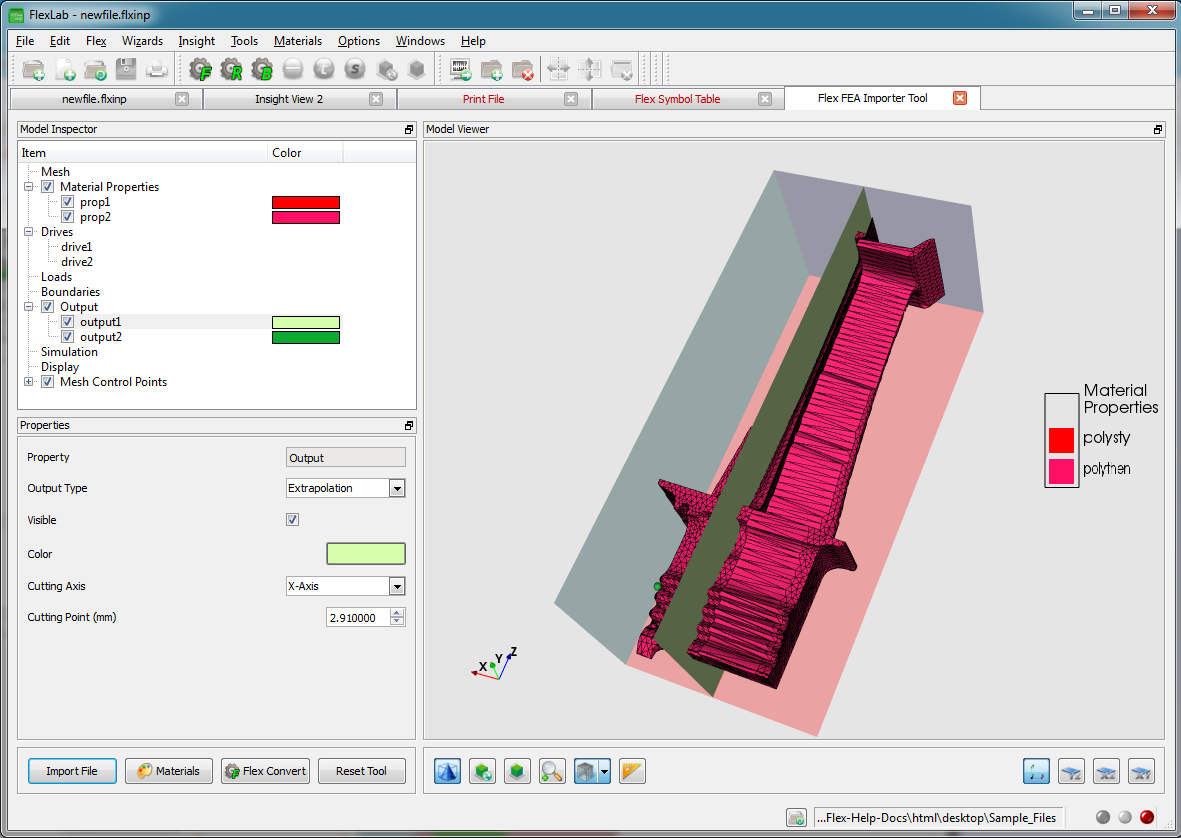 FlexLab - newfile.flxinp
File Edit Flex Wizards Insight Tools Materials Options Windows Help
newfile.flxinp Insight View 2 Print File Flex Symbol Table Flex FEA Importer Tool
Model Inspector
Item Color
Mesh
Material Properties
prop1
prop2
Drives
drive1
drive2
Loads
Boundaries
Output
output1
output2
Simulation
Display
Mesh Control Points
Properties
Property Output
Output Type Extrapolation
Visible
Color
Cutting Axis X-Axis
Cutting Point (mm) 2.910000
Import File Materials Flex Convert Reset Tool
Model Viewer
Material
Properties
polysty
polythen
X Y Z
...Flex-Help-Docs\html\desktop\Sample_Files